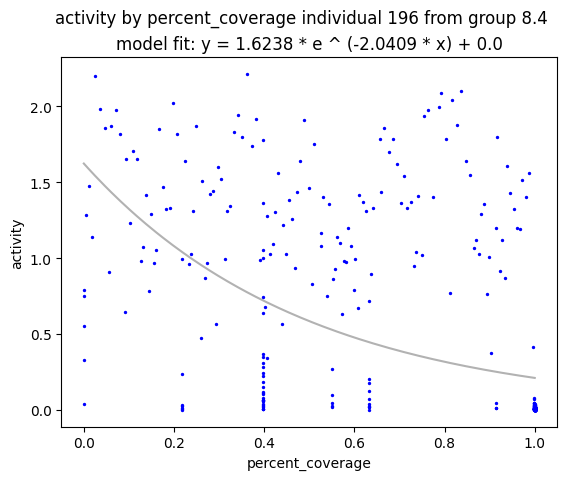 activity by percent_coverage individual 196 from group 8.4
model fit: y = 1.6238 * e ^ (-2.0409 * x) + 0.0
2.0
1.5
1.0
0.5
0.0
activity
0.0 0.2 0.4 0.6 0.8 1.0
percent_coverage